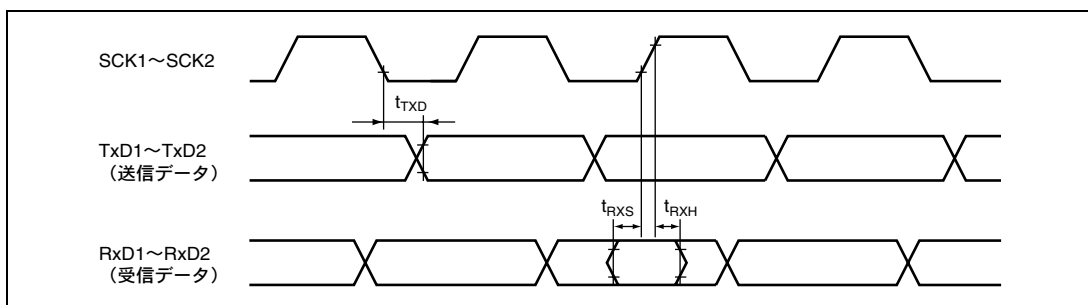 SCK1～SCK2
tTXD
TxD1～TxD2
（送信データ）
tRXS
tRXH
RxD1～RxD2
（受信データ）